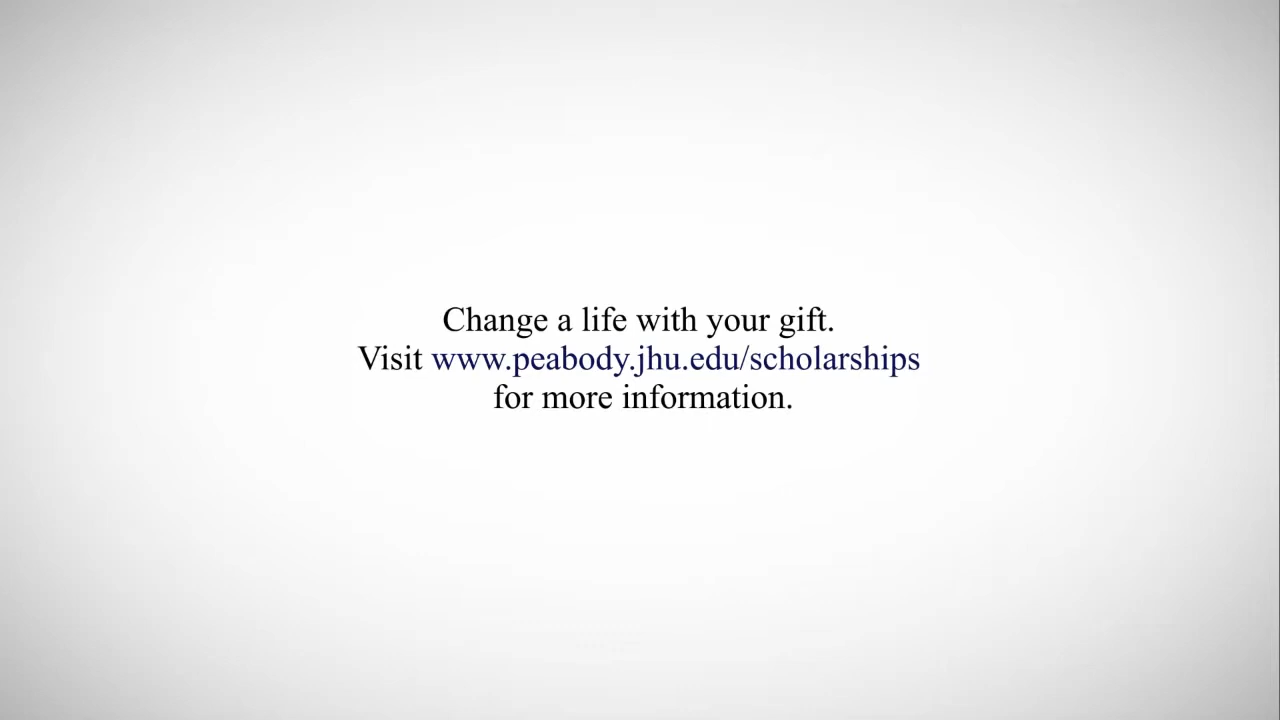 Change a life with your gift.
Visit www.peabody.jhu.edu/scholarships
for more information.